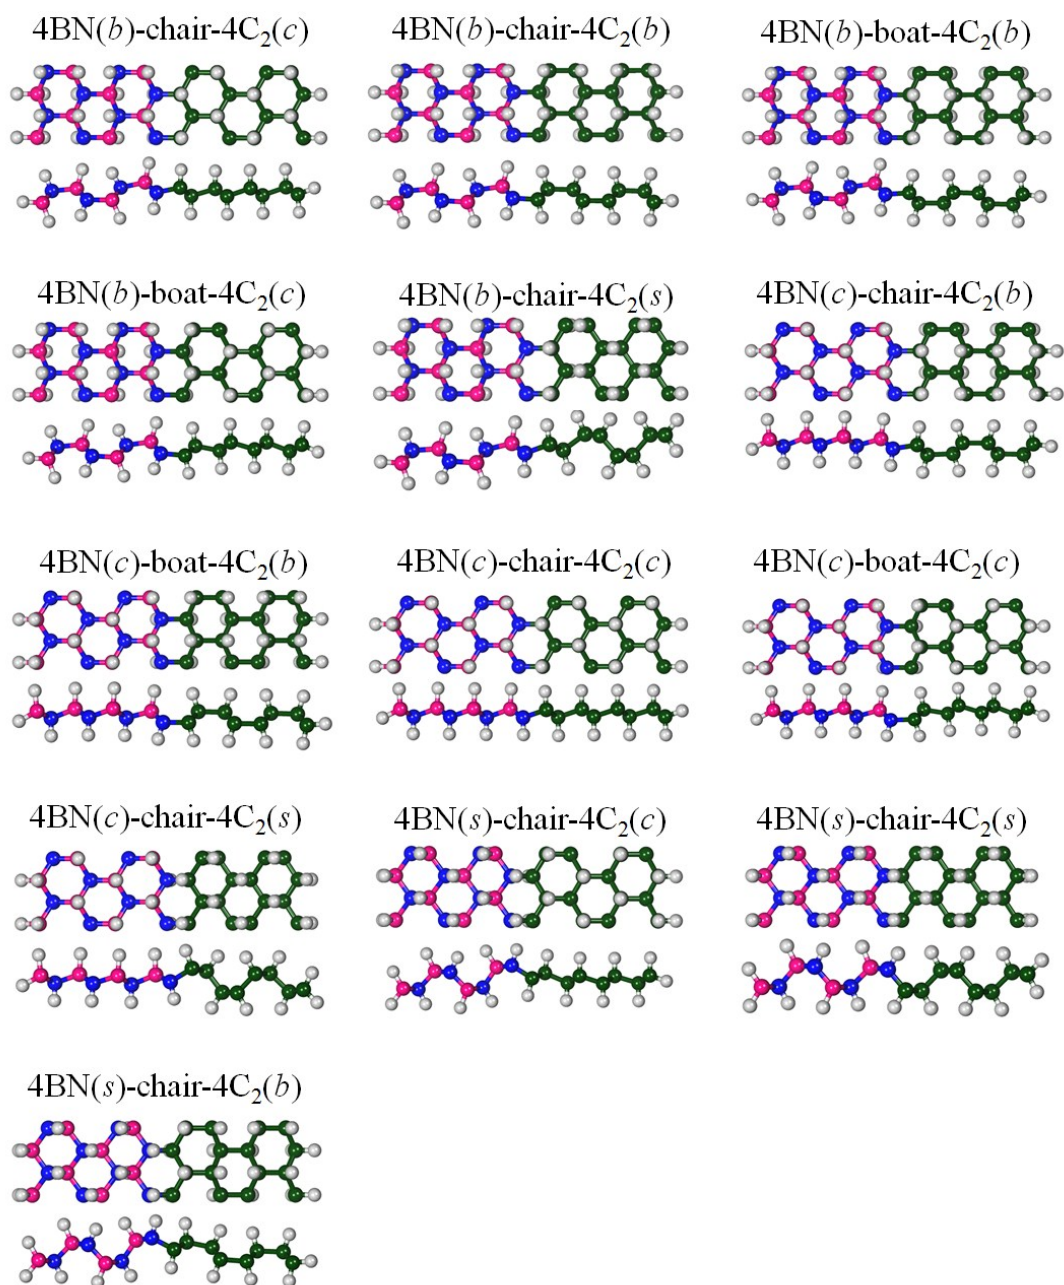 4BN(b)-chair-4C₂(c)
4BN(b)-chair-4C₂(b)
4BN(b)-boat-4C₂(b)
4BN(b)-boat-4C₂(c)
4BN(b)-chair-4C₂(s)
4BN(c)-chair-4C₂(b)
4BN(c)-boat-4C₂(b)
4BN(c)-chair-4C₂(c)
4BN(c)-boat-4C₂(c)
4BN(c)-chair-4C₂(s)
4BN(s)-chair-4C₂(c)
4BN(s)-chair-4C₂(s)
4BN(s)-chair-4C₂(b)